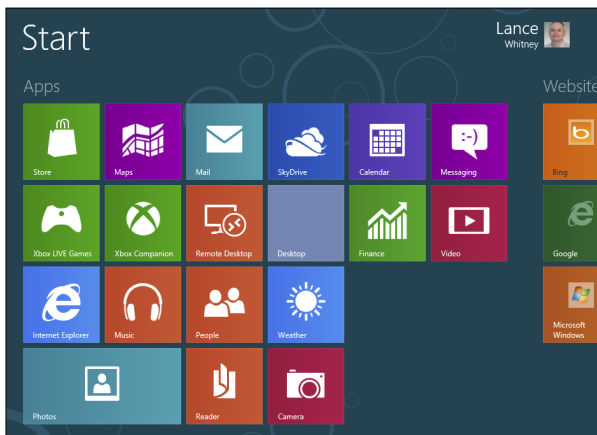 Start
Lance
Whitney
Apps
Website
Store
Maps
Mail
SkyDrive
Calendar
Messaging
Bing
Xbox LIVE Games
Xbox Companion
Remote Desktop
Desktop
Finance
Video
Google
Internet Explorer
Music
People
Weather
Microsoft
Windows
Photos
Reader
Camera